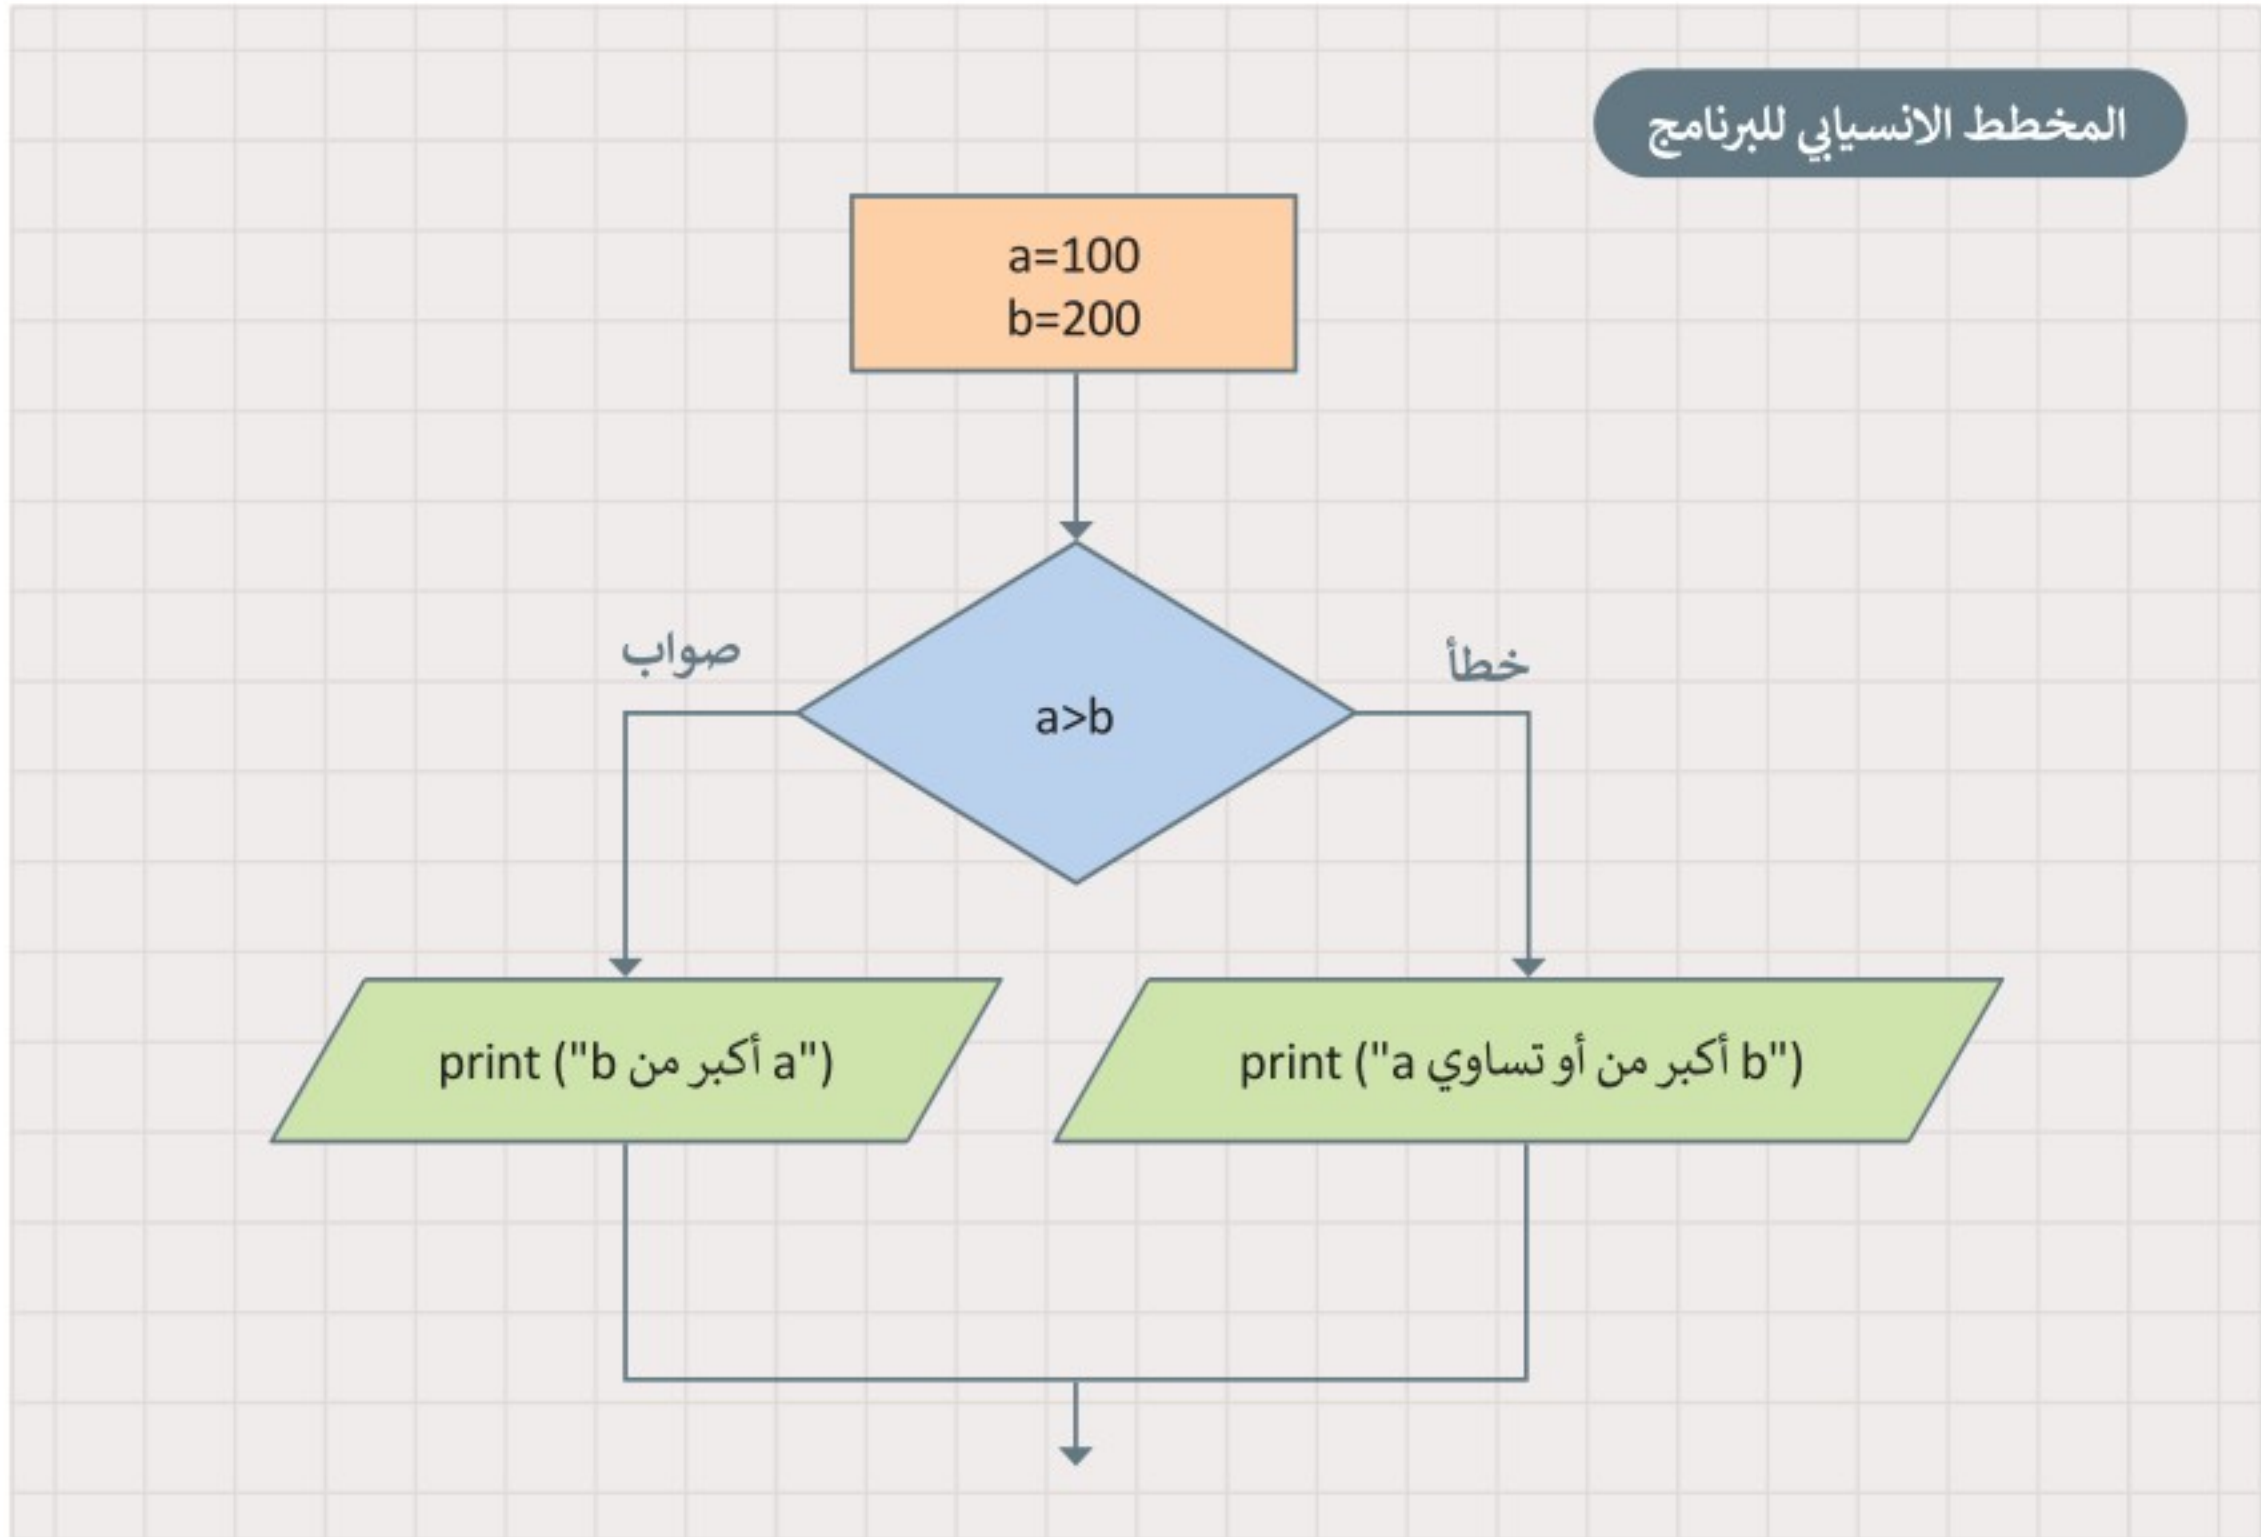 المخطط الانسيابي للبرنامج
a=100
b=200
صواب
خطأ
a>b
print ("a أكبر من b")
print ("b أكبر من أو تساوي a")